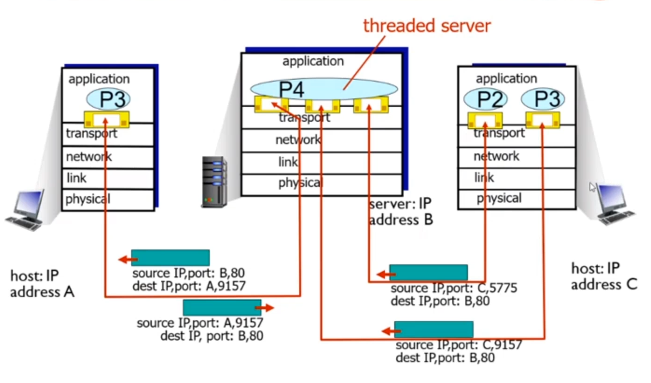 threaded server
application
P3
transport
network
link
physical
host: IP
address A
application
P4
transport
network
link
physical
server: IP
address B
application
P2
P3
transport
network
link
physical
host: IP
address C
source IP,port: B,80
dest IP,port: A,9157
source IP,port: A,9157
dest IP, port: B,80
source IP,port: C,5775
dest IP,port: B,80
source IP,port: C,9157
dest IP,port: B,80